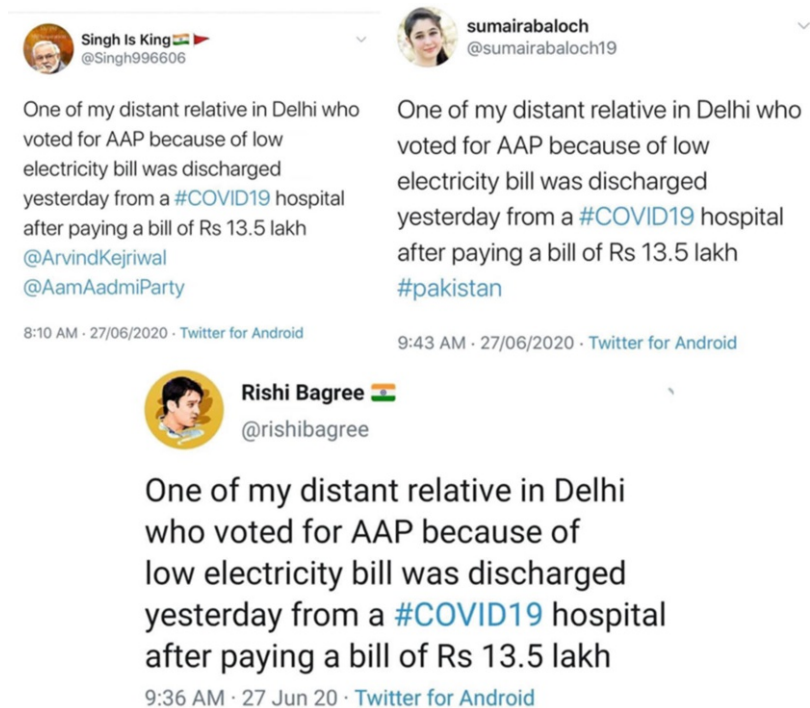 Singh Is King
@Singh996606
One of my distant relative in Delhi who
voted for AAP because of low
electricity bill was discharged
yesterday from a #COVID19 hospital
after paying a bill of Rs 13.5 lakh
@ArvindKejriwal
@AamAadmiParty
8:10 AM · 27/06/2020 · Twitter for Android
sumairabaloch
@sumairabaloch19
One of my distant relative in Delhi who
voted for AAP because of low
electricity bill was discharged
yesterday from a #COVID19 hospital
after paying a bill of Rs 13.5 lakh
#pakistan
9:43 AM · 27/06/2020 · Twitter for Android
Rishi Bagree
@rishibagree
One of my distant relative in Delhi
who voted for AAP because of
low electricity bill was discharged
yesterday from a #COVID19 hospital
after paying a bill of Rs 13.5 lakh
9:36 AM · 27 Jun 20 · Twitter for Android